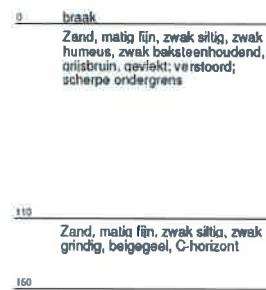 0 braak
Zand, matig fijn, zwak siltig, zwak
humeus, zwak baksteenhoudend,
grijsbruin, gevlekt; verstoord;
scherpe ondergrens
110
Zand, matig fijn, zwak siltig, zwak
grindig, beigegeel, C-horizont
160